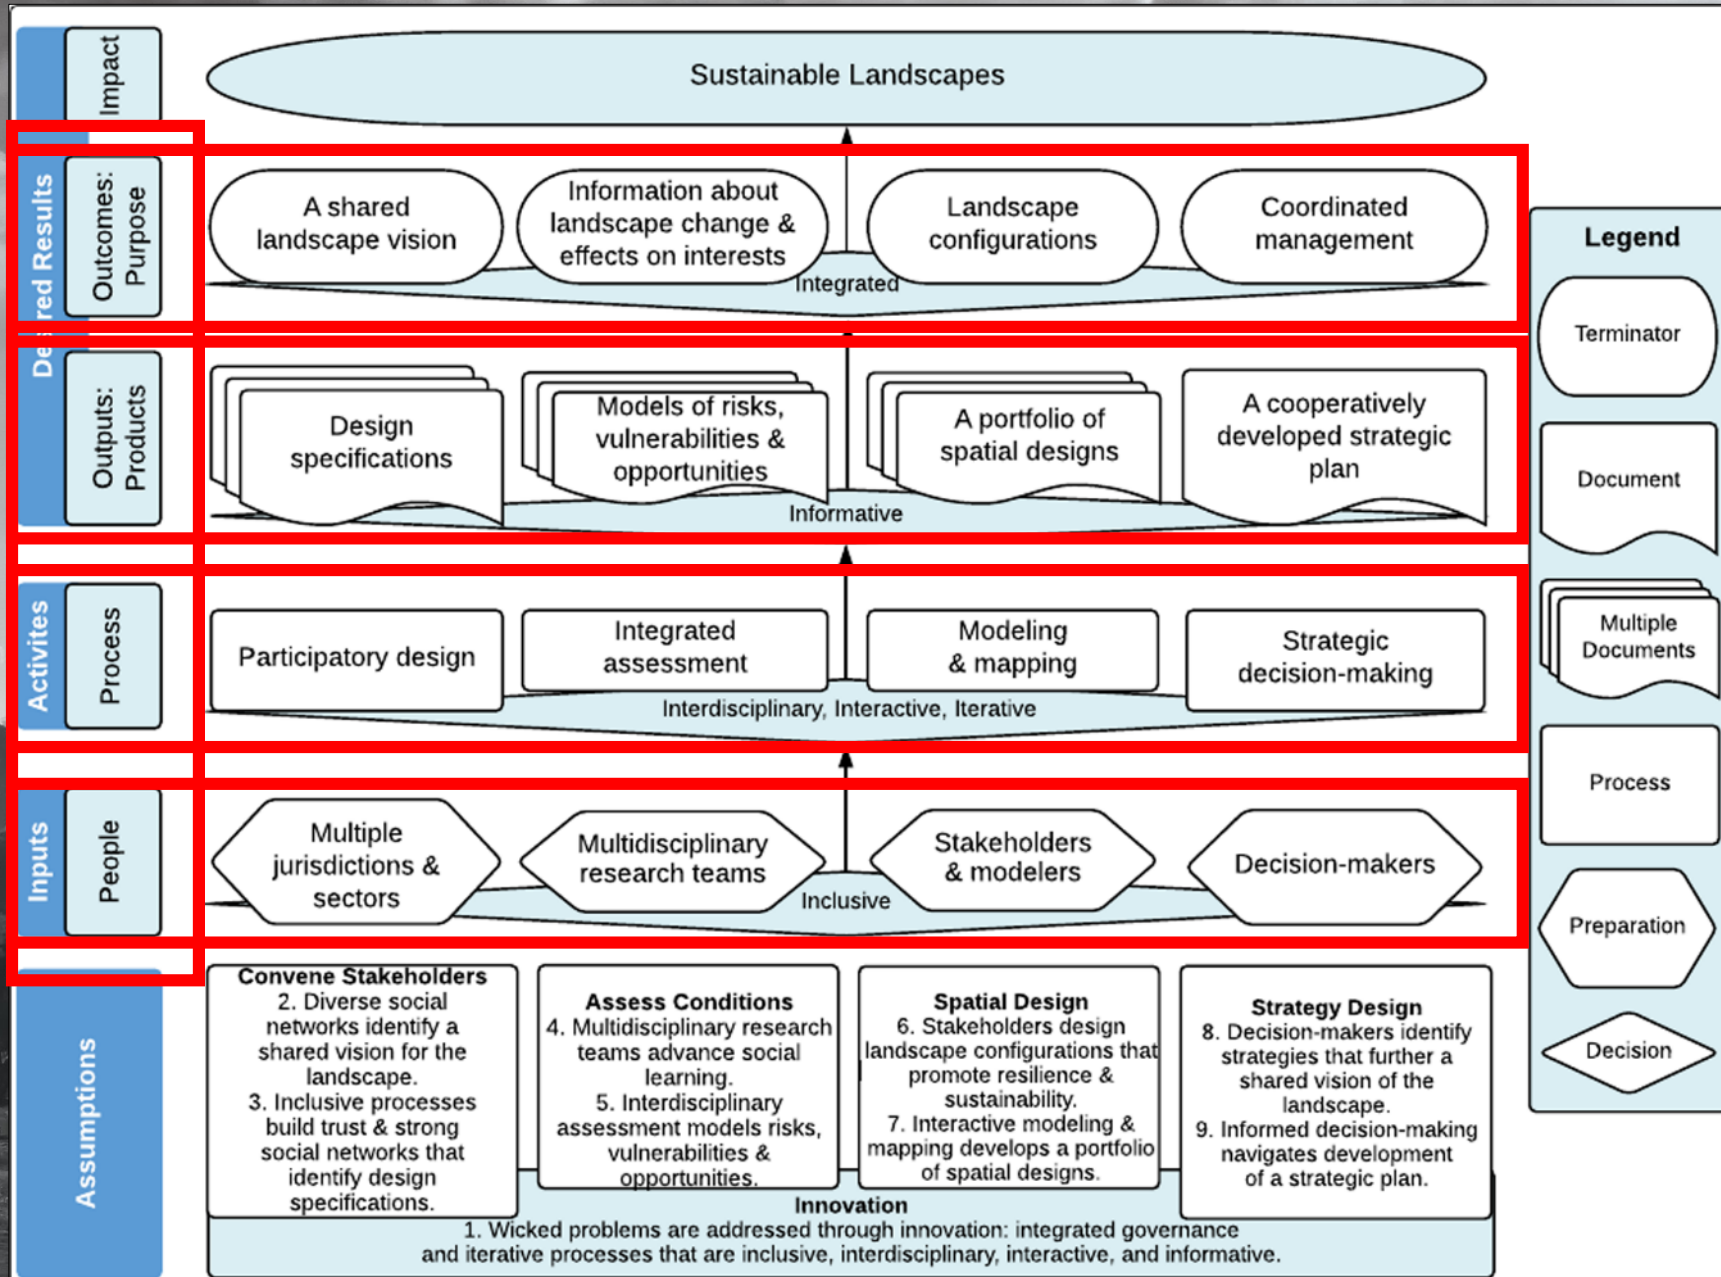 Impact
Sustainable Landscapes
Desired Results
Outcomes:
Purpose
A shared
landscape vision
Information about
landscape change &
effects on interests
Landscape
configurations
Coordinated
management
Integrated
Outputs:
Products
Design
specifications
Models of risks,
vulnerabilities &
opportunities
A portfolio of
spatial designs
A cooperatively
developed strategic
plan
Informative
Activites
Process
Participatory design
Integrated
assessment
Modeling
& mapping
Strategic
decision-making
Interdisciplinary, Interactive, Iterative
Inputs
People
Multiple
jurisdictions &
sectors
Multidisciplinary
research teams
Stakeholders
& modelers
Decision-makers
Inclusive
Assumptions
Convene Stakeholders
2. Diverse social
networks identify a
shared vision for the
landscape.
3. Inclusive processes
build trust & strong
social networks that
identify design
specifications.
Assess Conditions
4. Multidisciplinary research
teams advance social
learning.
5. Interdisciplinary
assessment models risks,
vulnerabilities &
opportunities.
Spatial Design
6. Stakeholders design
landscape configurations that
promote resilience &
sustainability.
7. Interactive modeling &
mapping develops a portfolio
of spatial designs.
Strategy Design
8. Decision-makers identify
strategies that further a
shared vision of the
landscape.
9. Informed decision-making
navigates development
of a strategic plan.
Innovation
1. Wicked problems are addressed through innovation: integrated governance
and iterative processes that are inclusive, interdisciplinary, interactive, and informative.
Legend
Terminator
Document
Multiple
Documents
Process
Preparation
Decision